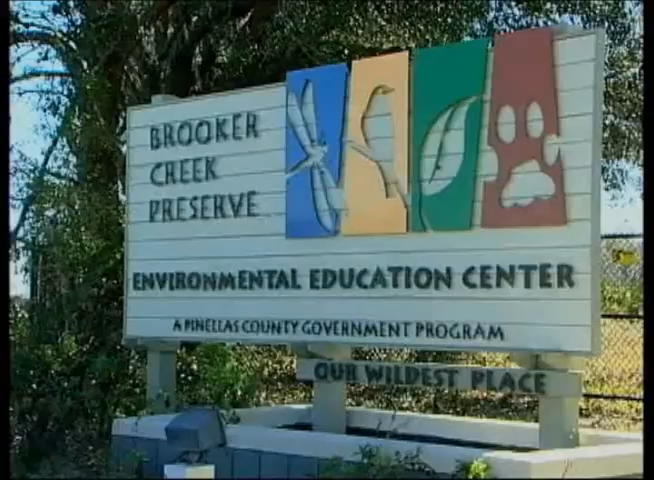 BROOKER
CREEK
PRESERVE
ENVIRONMENTAL EDUCATION CENTER
A PINELLAS COUNTY GOVERNMENT PROGRAM
OUR WILDEST PLACE